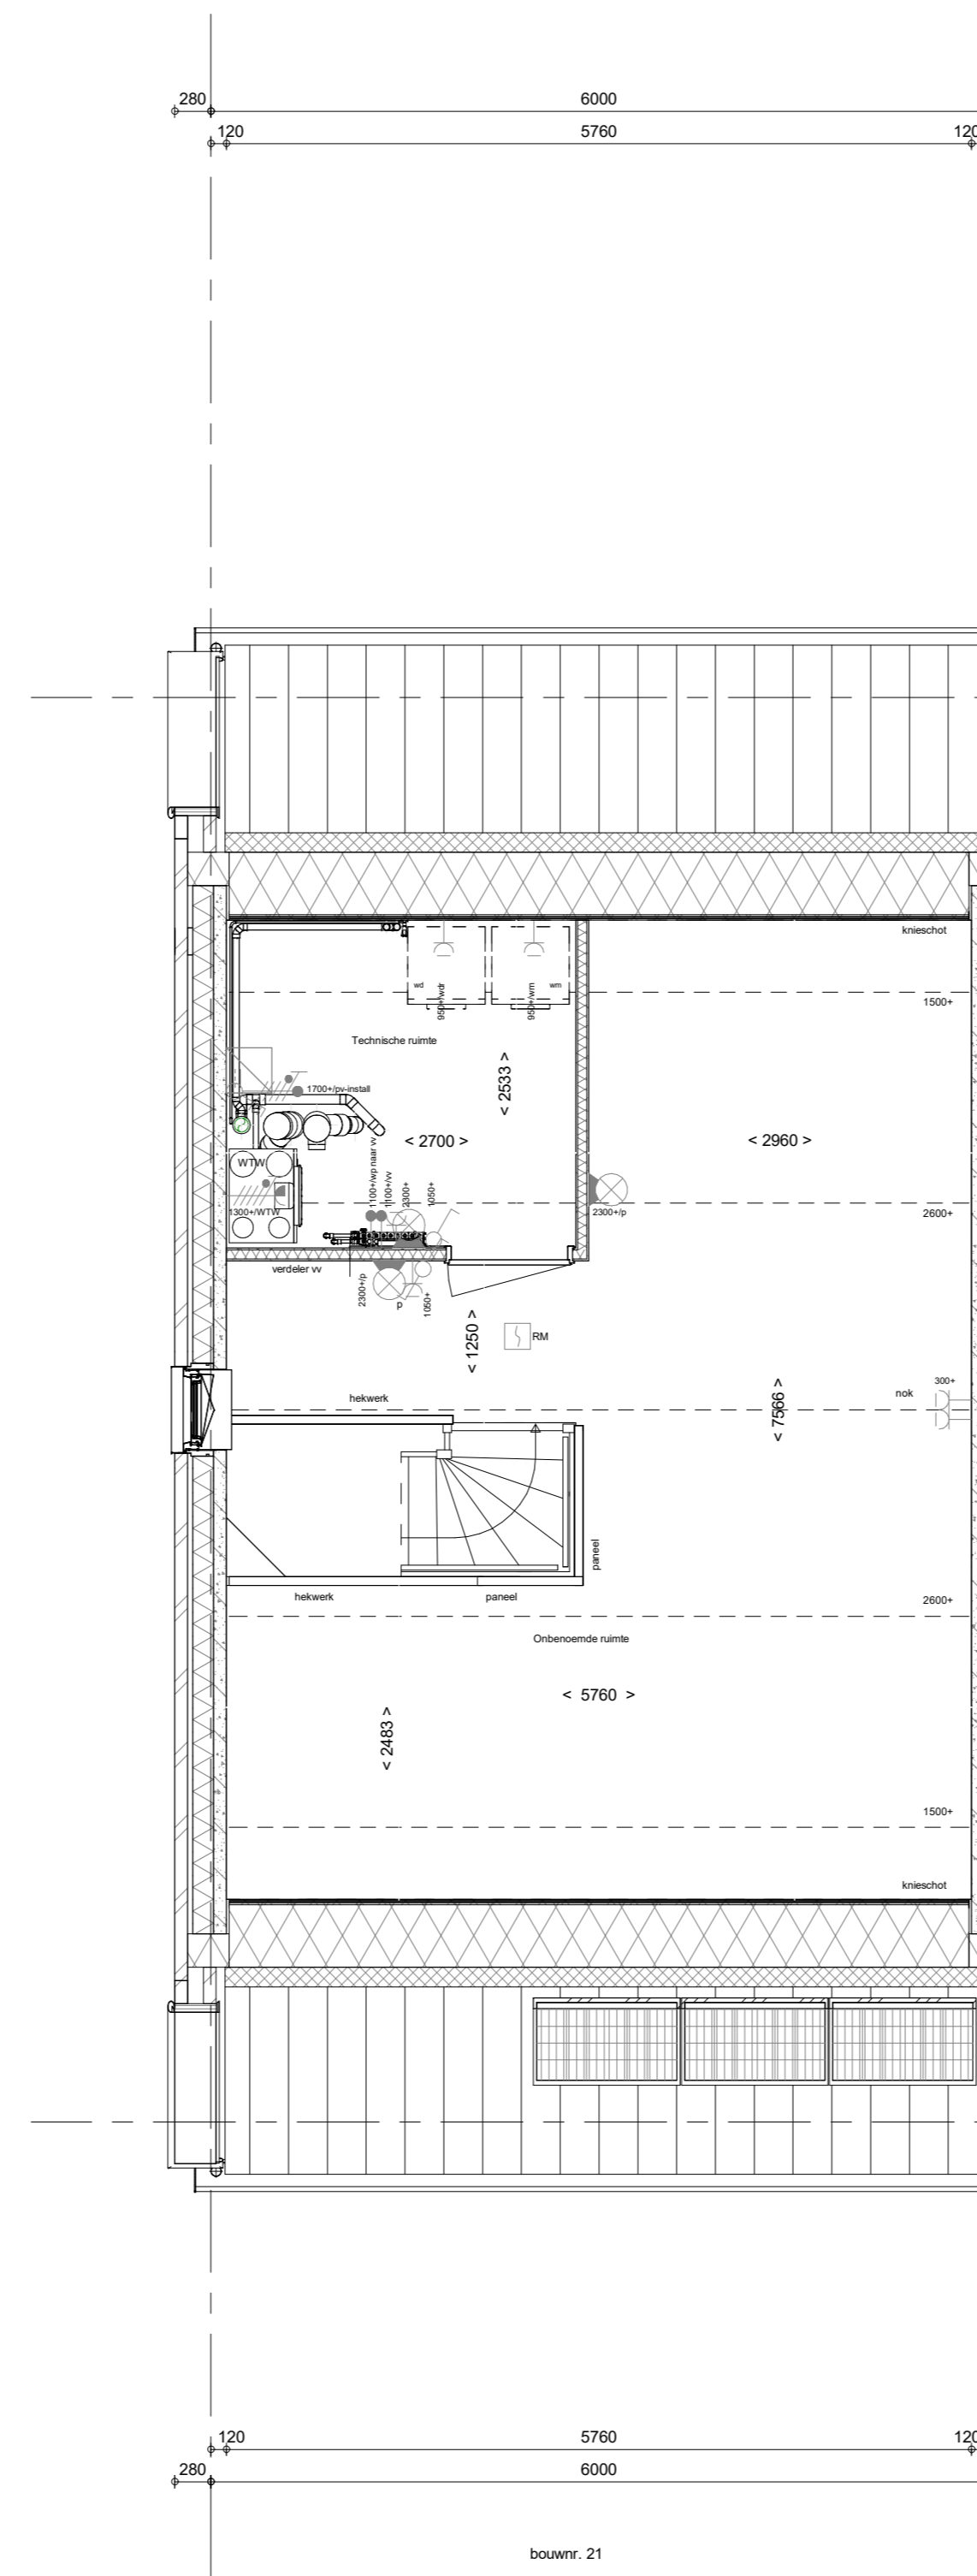 280 6000
120 5760 120
knieschot
wd 950+/wdr 950+/wm wm
1500+
Technische ruimte
< 2533 >
1700+/pv-install
< 2700 >
< 2960 >
WTW
1100+/wp naar vv
1100+/vv
2300+
1050+
1300+/WTW
2300+/p
2600+
verdeler vv
2300+/p
p
1050+
< 1250 >
RM
300+
hekwerk
nok
< 7566 >
paneel
hekwerk
paneel
2600+
Onbenoemde ruimte
< 5760 >
< 2483 >
1500+
knieschot
120 5760 120
280 6000
bouwnr. 21